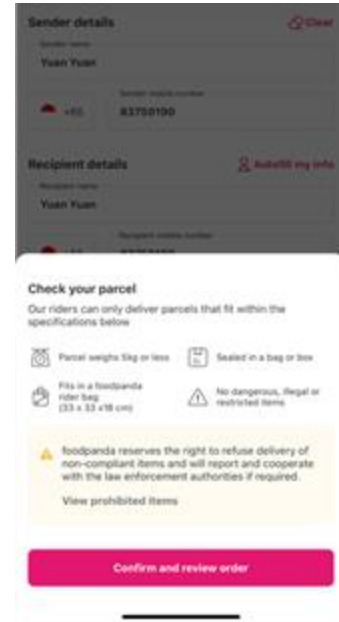 Sender details
Clear
Sender name
Yuan Yuan
Sender mobile number
+65
83750190
Recipient details
Autofill my info
Recipient name
Yuan Yuan
Recipient mobile number
Check your parcel
Our riders can only deliver parcels that fit within the
specifications below
Parcel weighs 5kg or less
Sealed in a bag or box
Fits in a foodpanda
rider bag
(33 x 33 x18 cm)
No dangerous, illegal or
restricted items
foodpanda reserves the right to refuse delivery of
non-compliant items and will report and cooperate
with the law enforcement authorities if required.
View prohibited items
Confirm and review order